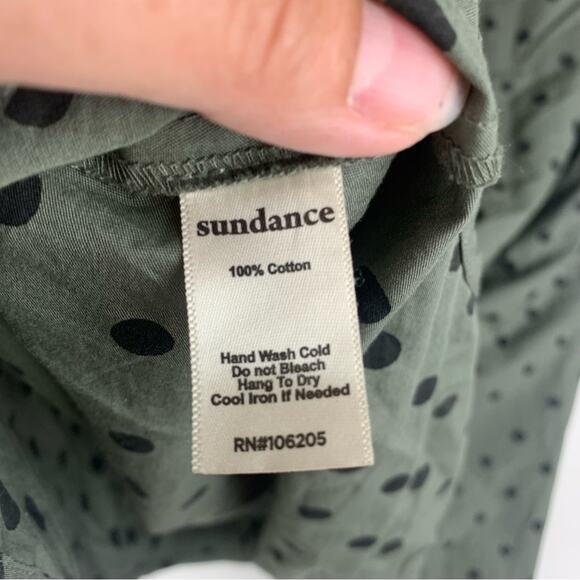 sundance
100% Cotton
Hand Wash Cold
Do not Bleach
Hang To Dry
Cool Iron If Needed
RN#106205